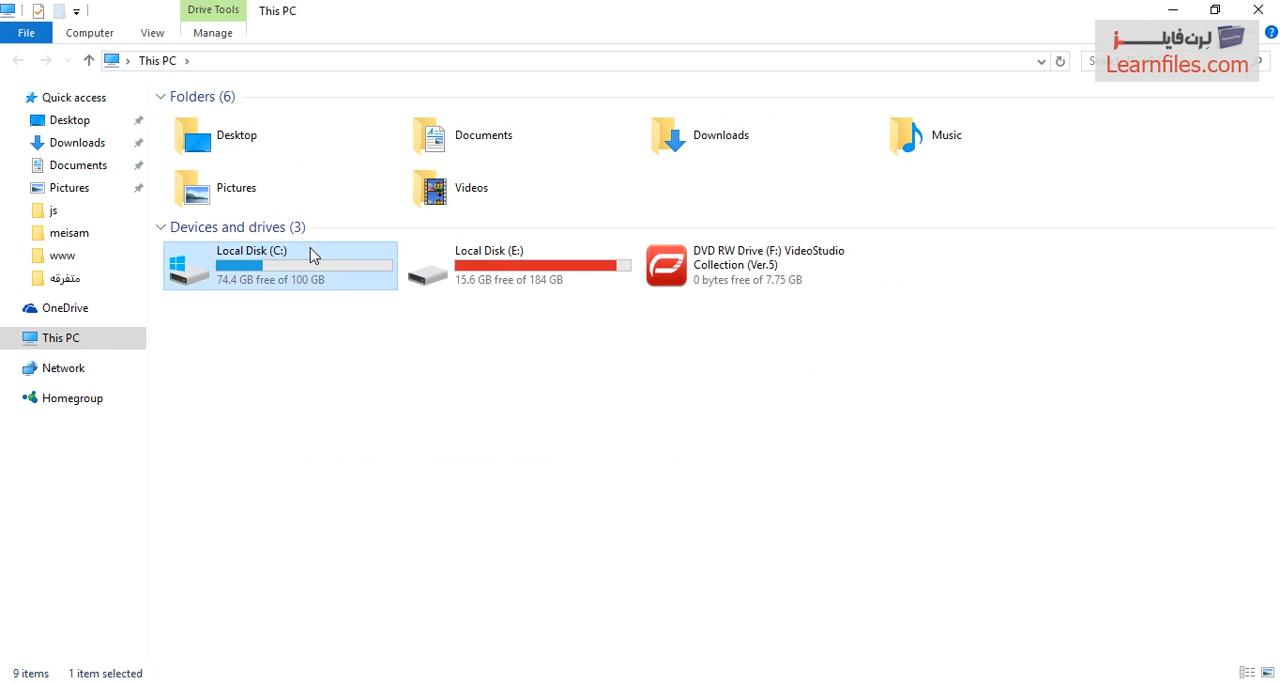 Drive Tools
This PC
File
Computer
View
Manage
لرن فایلز
Learnfiles.com
This PC
Quick access
Desktop
Downloads
Documents
Pictures
js
meisam
www
متفرقه
OneDrive
This PC
Network
Homegroup
Folders (6)
Desktop
Documents
Downloads
Music
Pictures
Videos
Devices and drives (3)
Local Disk (C:)
74.4 GB free of 100 GB
Local Disk (E:)
15.6 GB free of 184 GB
DVD RW Drive (F:) VideoStudio
Collection (Ver.5)
0 bytes free of 7.75 GB
9 items
1 item selected